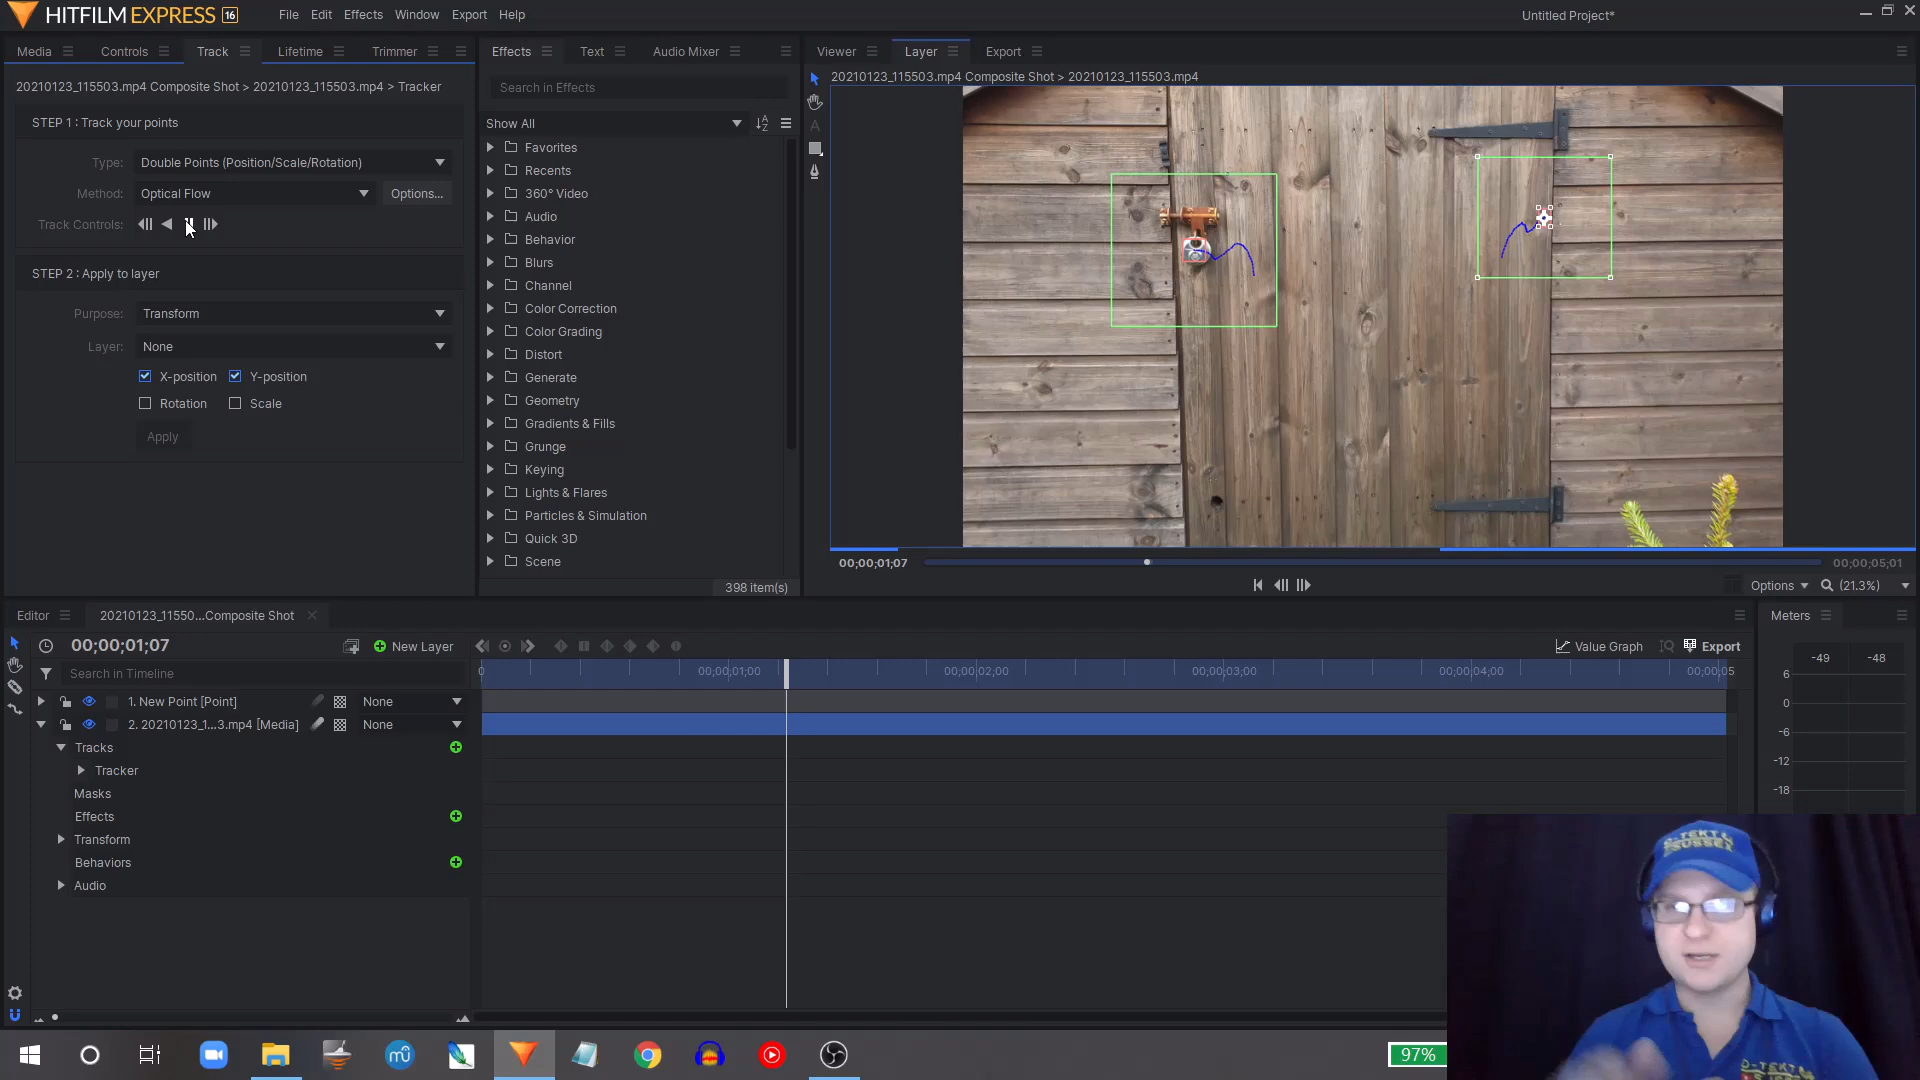 HITFILM EXPRESS 16
File Edit Effects Window Export Help
Untitled Project*
Media Controls Track Lifetime Trimmer
20210123_115503.mp4 Composite Shot > 20210123_115503.mp4 > Tracker
STEP 1 : Track your points
Type: Double Points (Position/Scale/Rotation)
Method: Optical Flow Options...
Track Controls:
STEP 2 : Apply to layer
Purpose: Transform
Layer: None
X-position Y-position
Rotation Scale
Apply
Effects Text Audio Mixer
Search in Effects
Show All
Favorites
Recents
360° Video
Audio
Behavior
Blurs
Channel
Color Correction
Color Grading
Distort
Generate
Geometry
Gradients & Fills
Grunge
Keying
Lights & Flares
Particles & Simulation
Quick 3D
Scene
398 item(s)
Viewer Layer Export
20210123_115503.mp4 Composite Shot > 20210123_115503.mp4
00;00;01;07
00;00;05;01
Options (21.3%)
Editor 20210123_11550...Composite Shot
00;00;01;07
New Layer
Value Graph Export
Search in Timeline
0 00;00;01;00 00;00;02;00 00;00;03;00 00;00;04;00 00;00;05
1. New Point [Point] None
2. 20210123_1...3.mp4 [Media] None
Tracks
Tracker
Masks
Effects
Transform
Behaviors
Audio
Meters
-49 -48
6
0
-6
-12
-18
D-TEKT
SUSSEX
97%